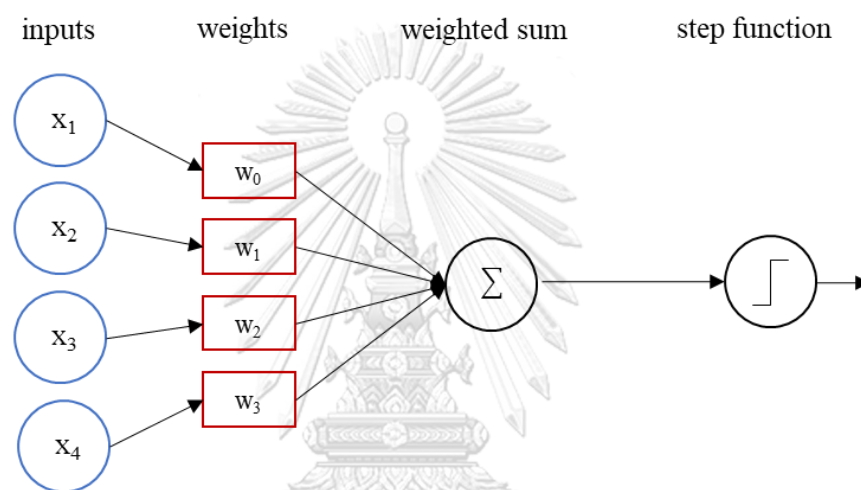 inputs weights weighted sum step function
x₁
w₀
x₂
w₁
Σ
x₃
w₂
w₃
x₄